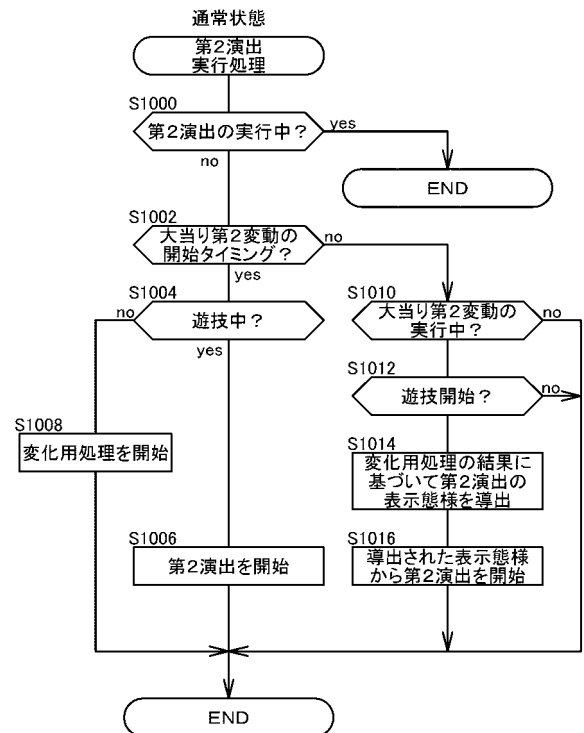 通常状態
第2演出
実行処理
S1000
第2演出の実行中？
yes
no
END
S1002
大当り第2変動の
開始タイミング？
no
yes
S1004
no
遊技中？
yes
S1010
大当り第2変動の
実行中？
no
S1012
遊技開始？
no
S1008
変化用処理を開始
S1014
変化用処理の結果に
基づいて第2演出の
表示態様を導出
S1006
第2演出を開始
S1016
導出された表示態様
から第2演出を開始
END